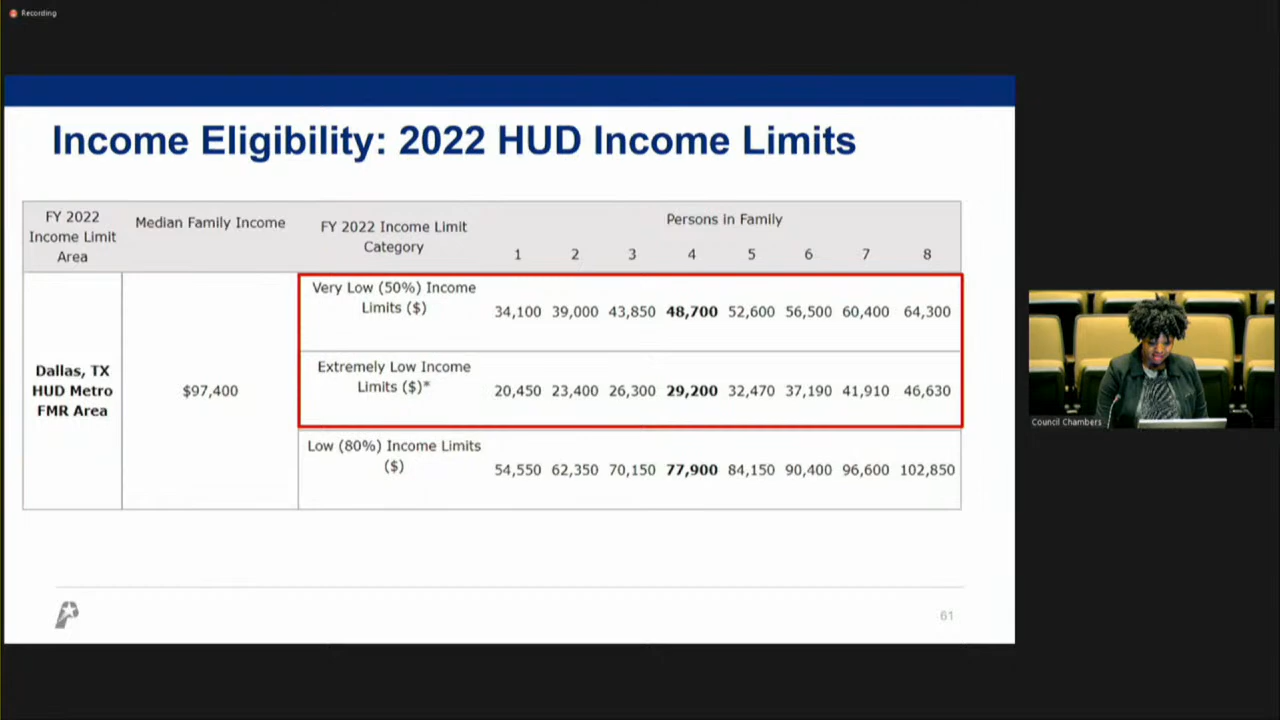 Recording
Income Eligibility: 2022 HUD Income Limits
FY 2022
Income Limit
Area
Median Family Income
FY 2022 Income Limit
Category
Persons in Family
1 2 3 4 5 6 7 8
Dallas, TX
HUD Metro
FMR Area
$97,400
Very Low (50%) Income
Limits ($)
34,100 39,000 43,850 48,700 52,600 56,500 60,400 64,300
Extremely Low Income
Limits ($)*
20,450 23,400 26,300 29,200 32,470 37,190 41,910 46,630
Low (80%) Income Limits
($)
54,550 62,350 70,150 77,900 84,150 90,400 96,600 102,850
61
Council Chambers